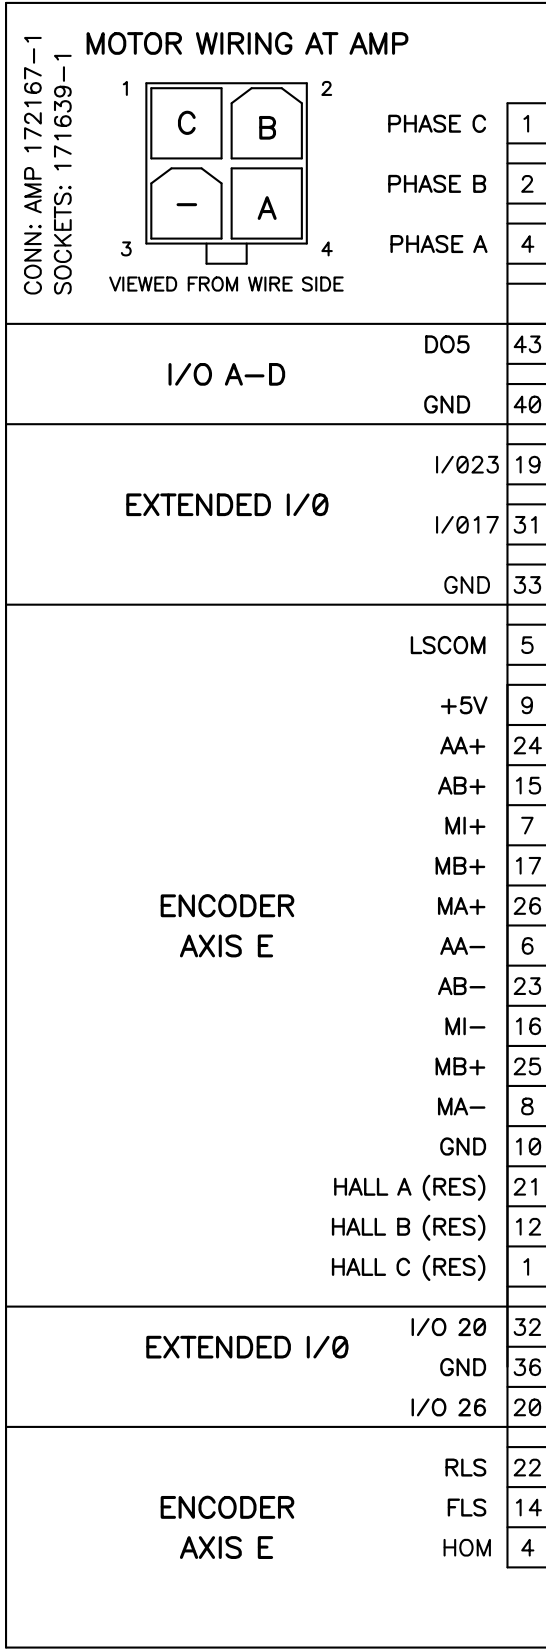 MOTOR WIRING AT AMP
CONN: AMP 172167-1
SOCKETS: 171639-1
1 2
C B
- A
3 4
VIEWED FROM WIRE SIDE
PHASE C 1
PHASE B 2
PHASE A 4
I/O A-D
DO5 43
GND 40
EXTENDED I/0
I/023 19
I/017 31
GND 33
LSCOM 5
+5V 9
AA+ 24
AB+ 15
MI+ 7
MB+ 17
ENCODER
AXIS E
MA+ 26
AA- 6
AB- 23
MI- 16
MB+ 25
MA- 8
GND 10
HALL A (RES) 21
HALL B (RES) 12
HALL C (RES) 1
EXTENDED I/0
I/O 20 32
GND 36
I/O 26 20
ENCODER
AXIS E
RLS 22
FLS 14
HOM 4